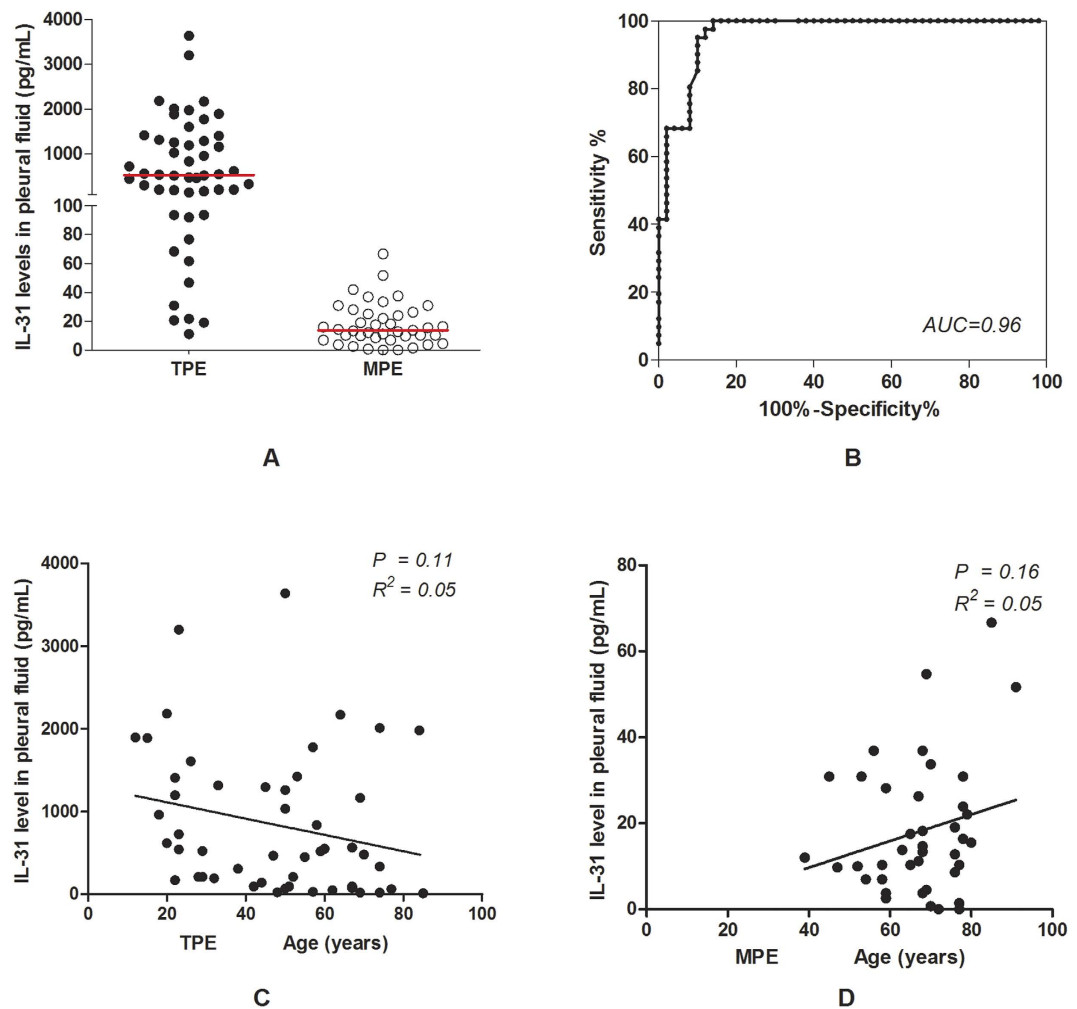 A
IL-31 levels in pleural fluid (pg/mL)
4000
3000
2000
1000
100
80
60
40
20
0
TPE MPE
B
Sensitivity %
100
80
60
40
20
0
AUC=0.96
0 20 40 60 80 100
100%-Specificity%
C
IL-31 level in pleural fluid (pg/mL)
4000
3000
2000
1000
0
P = 0.11
R² = 0.05
0 20 40 60 80 100
TPE Age (years)
D
IL-31 level in pleural fluid (pg/mL)
80
60
40
20
0
P = 0.16
R² = 0.05
0 20 40 60 80 100
MPE Age (years)